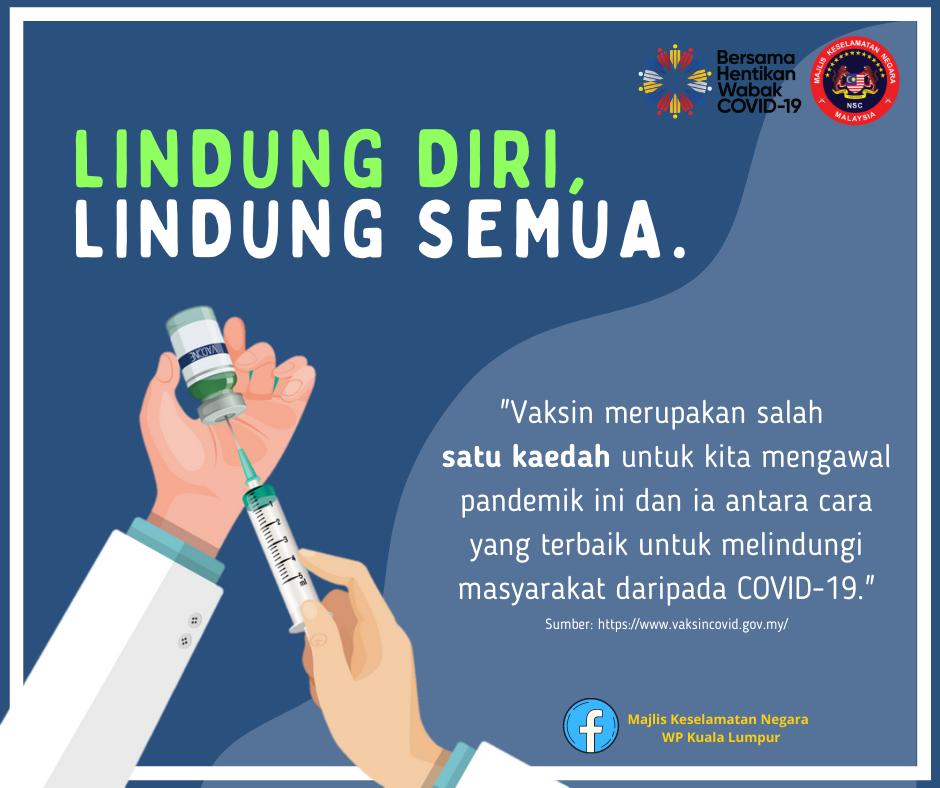 Bersama
Hentikan
Wabak
COVID-19
MAJLIS KESELAMATAN NEGARA
NSC
MALAYSIA
LINDUNG DIRI,
LINDUNG SEMUA.
VACCINE
"Vaksin merupakan salah
satu kaedah untuk kita mengawal
pandemik ini dan ia antara cara
yang terbaik untuk melindungi
masyarakat daripada COVID-19."
Sumber: https://www.vaksincovid.gov.my/
f
Majlis Keselamatan Negara
WP Kuala Lumpur